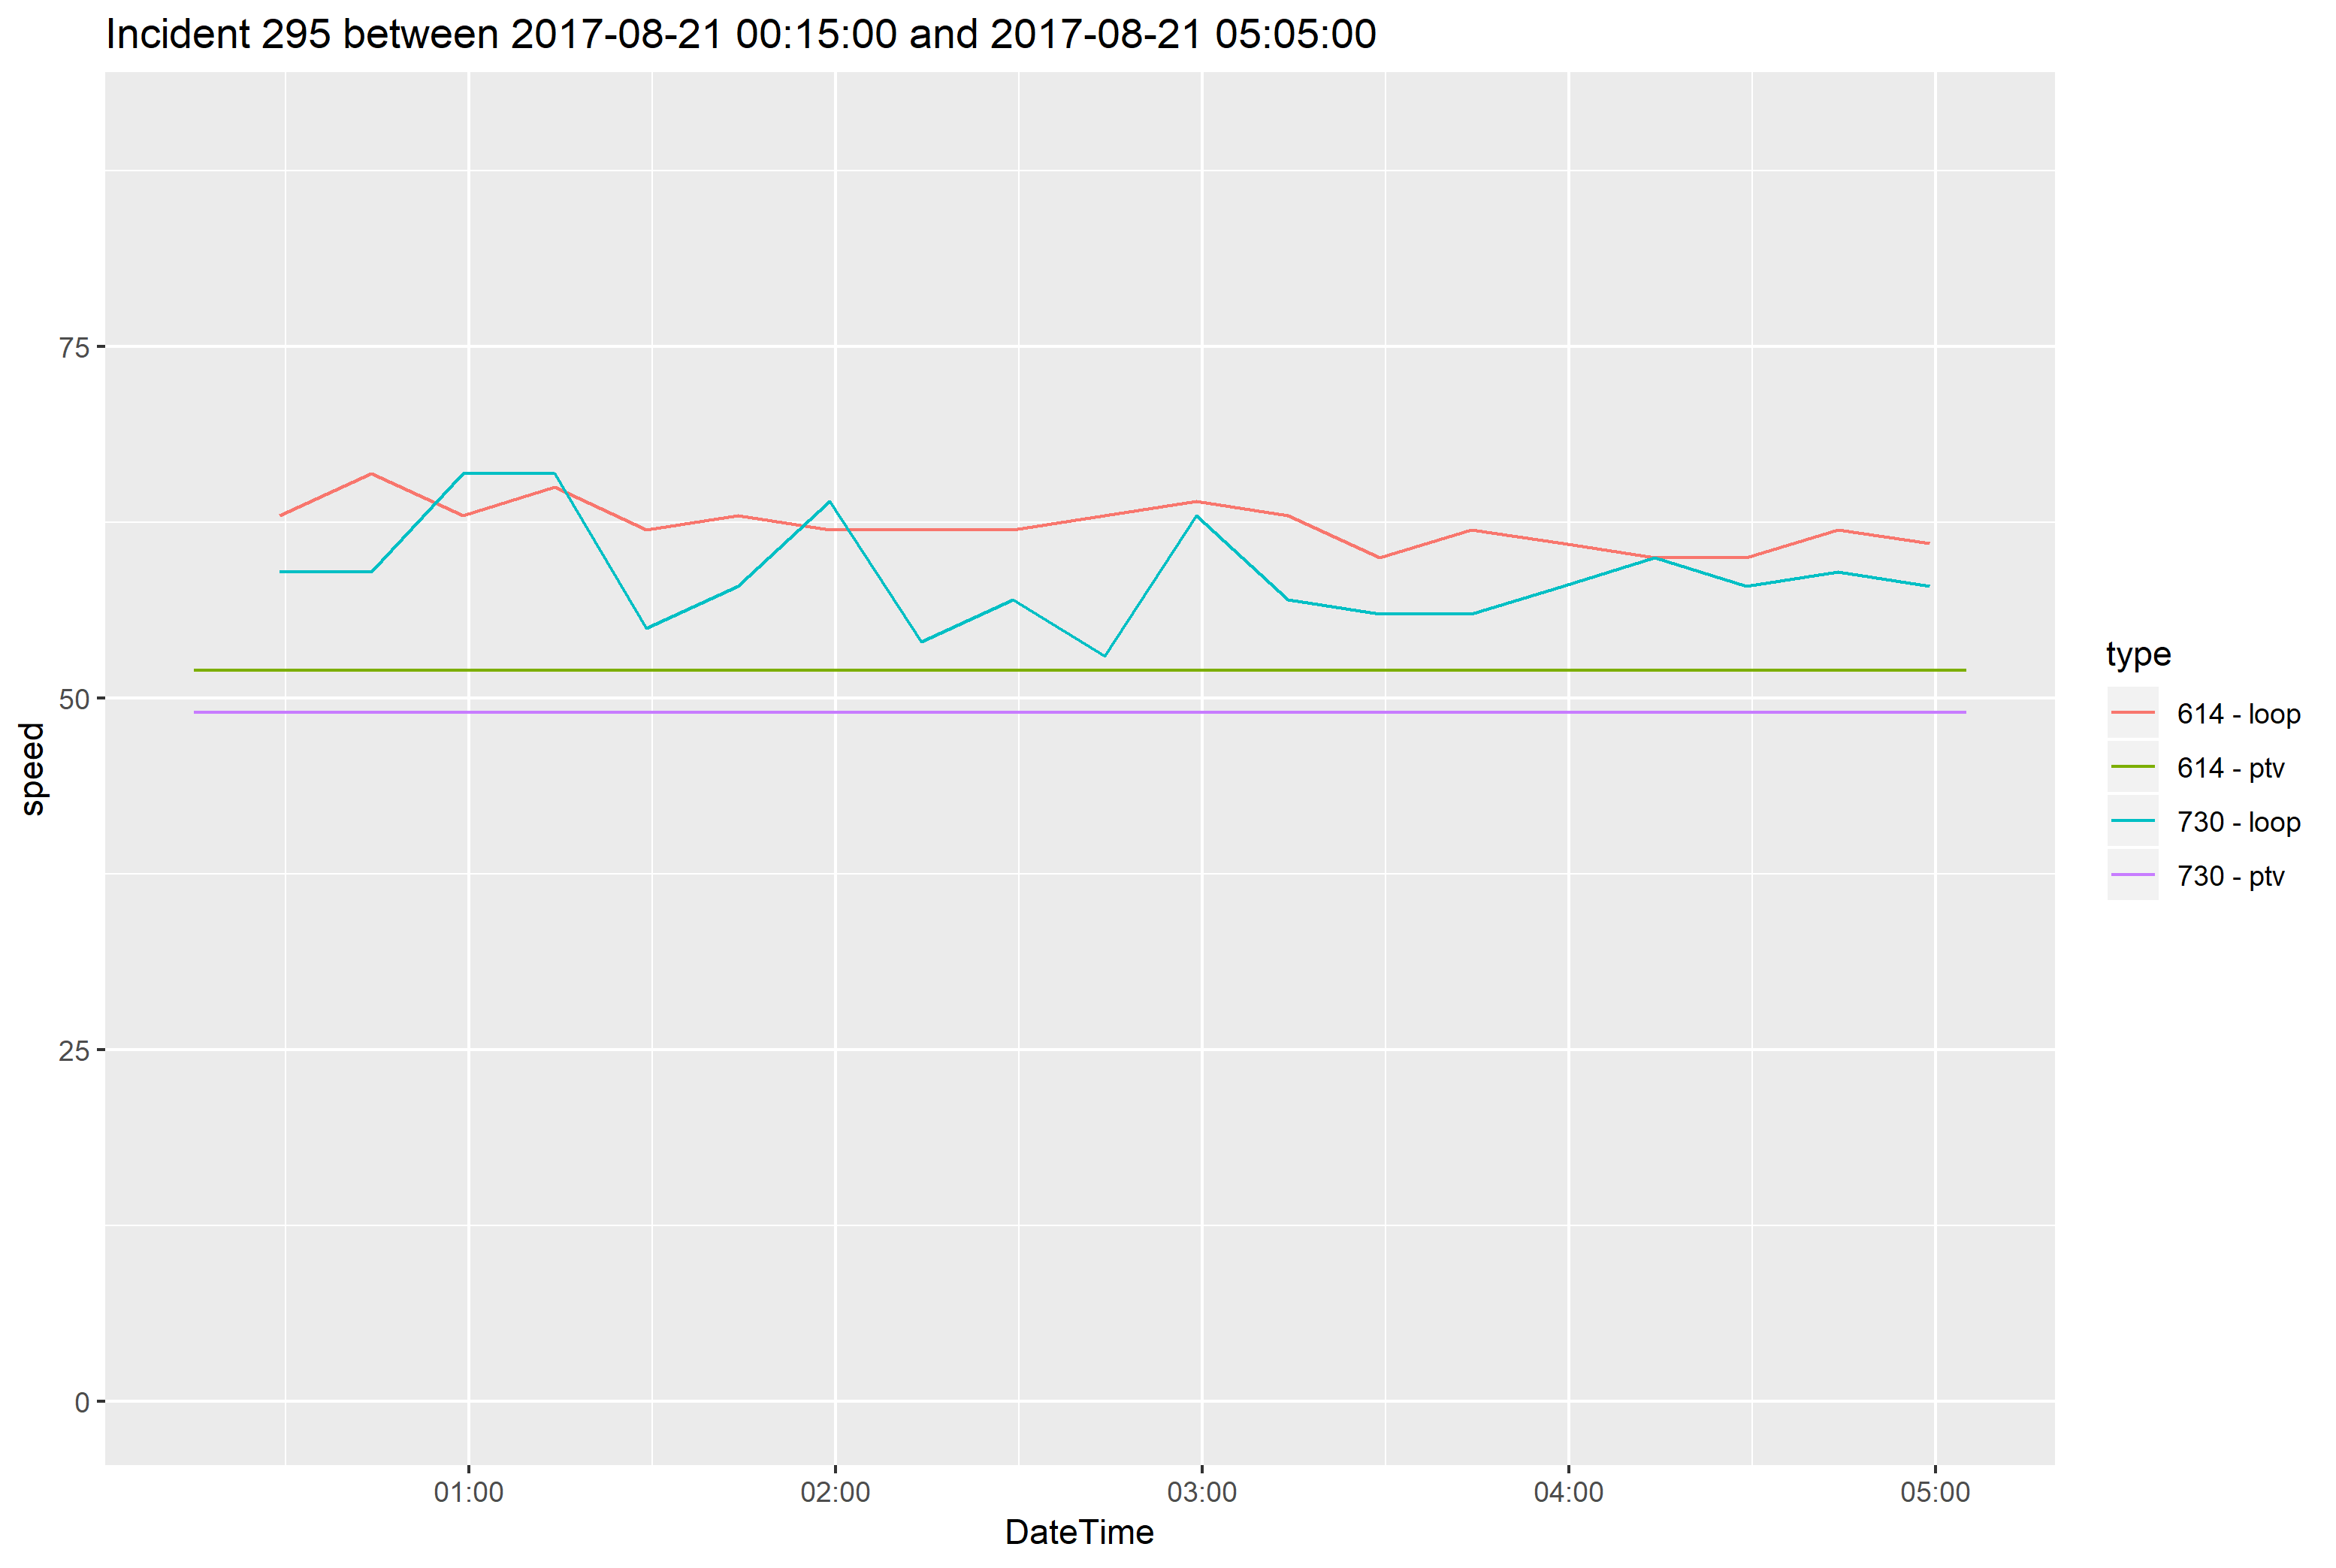 Incident 295 between 2017-08-21 00:15:00 and 2017-08-21 05:05:00
75
50
25
0
speed
01:00 02:00 03:00 04:00 05:00
DateTime
type
614 - loop
614 - ptv
730 - loop
730 - ptv